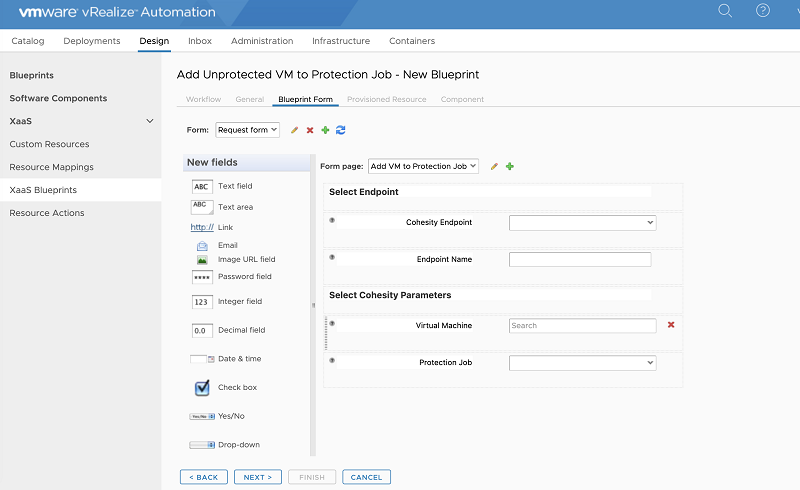 vmware vRealize Automation
Catalog Deployments Design Inbox Administration Infrastructure Containers
Blueprints
Software Components
XaaS
Custom Resources
Resource Mappings
XaaS Blueprints
Resource Actions
Add Unprotected VM to Protection Job - New Blueprint
Workflow General Blueprint Form Provisioned Resource Component
Form: Request form
New fields
ABC Text field
ABC Text area
http:// Link
Email
Image URL field
**** Password field
123 Integer field
0.0 Decimal field
Date & time
Check box
Yes/No Yes/No
Drop-down
Form page: Add VM to Protection Job
Select Endpoint
Cohesity Endpoint
Endpoint Name
Select Cohesity Parameters
Virtual Machine Search
Protection Job
< BACK NEXT > FINISH CANCEL